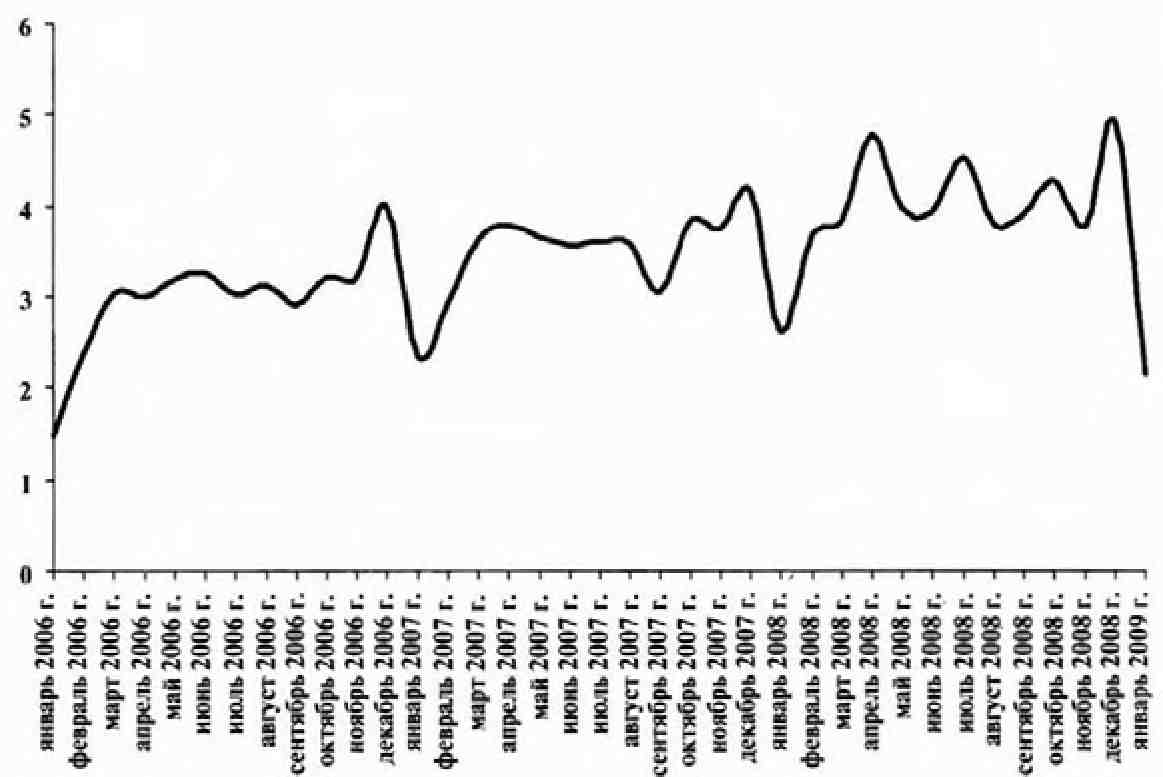 6
5
4
3
2
1
0
январь 2006 г.
февраль 2006 г.
март 2006 г.
апрель 2006 г.
май 2006 г.
июнь 2006 г.
июль 2006 г.
август 2006 г.
сентябрь 2006 г.
октябрь 2006 г.
ноябрь 2006 г.
декабрь 2006 г.
январь 2007 г.
февраль 2007 г.
март 2007 г.
апрель 2007 г.
май 2007 г.
июнь 2007 г.
июль 2007 г.
август 2007 г.
сентябрь 2007 г.
октябрь 2007 г.
ноябрь 2007 г.
декабрь 2007 г.
январь 2008 г.
февраль 2008 г.
март 2008 г.
апрель 2008 г.
май 2008 г.
июнь 2008 г.
июль 2008 г.
август 2008 г.
сентябрь 2008 г.
октябрь 2008 г.
ноябрь 2008 г.
декабрь 2008 г.
январь 2009 г.